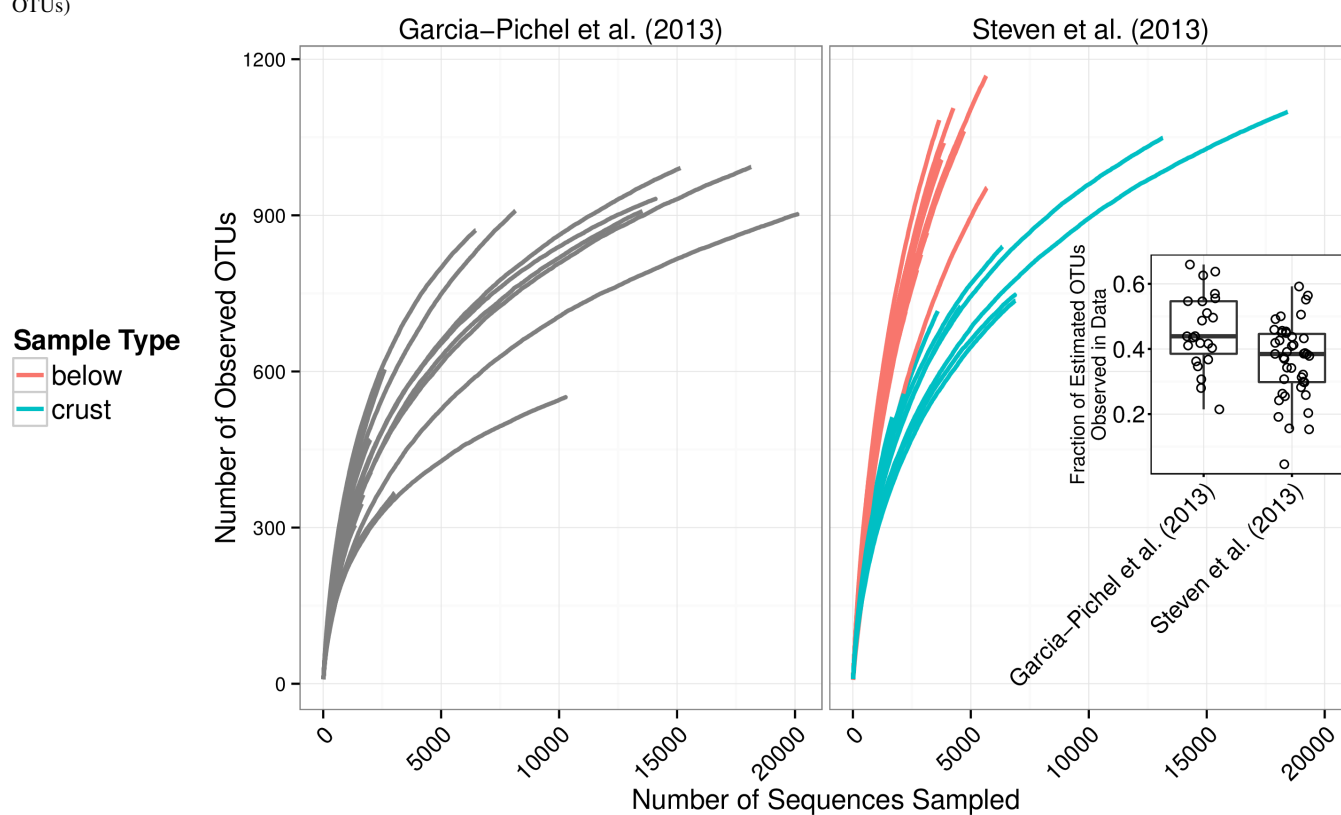 OTUs)
Garcia−Pichel et al. (2013)
Steven et al. (2013)
1200
900
600
300
0
Number of Observed OTUs
Sample Type
below
crust
0
5000
10000
15000
20000
0
5000
10000
15000
20000
Number of Sequences Sampled
Fraction of Estimated OTUs
Observed in Data
0.6
0.4
0.2
Garcia−Pichel et al. (2013)
Steven et al. (2013)